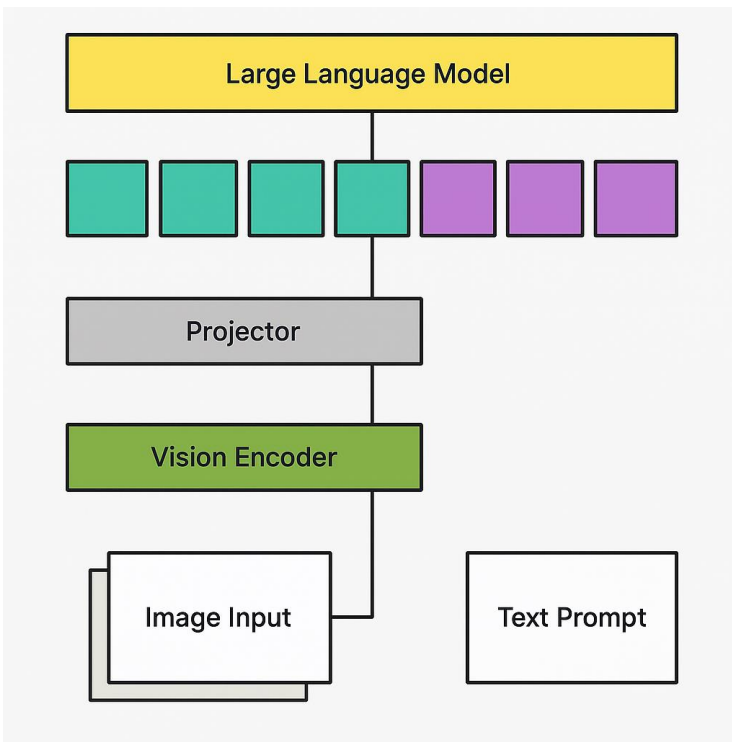 Large Language Model
Projector
Vision Encoder
Image Input
Text Prompt